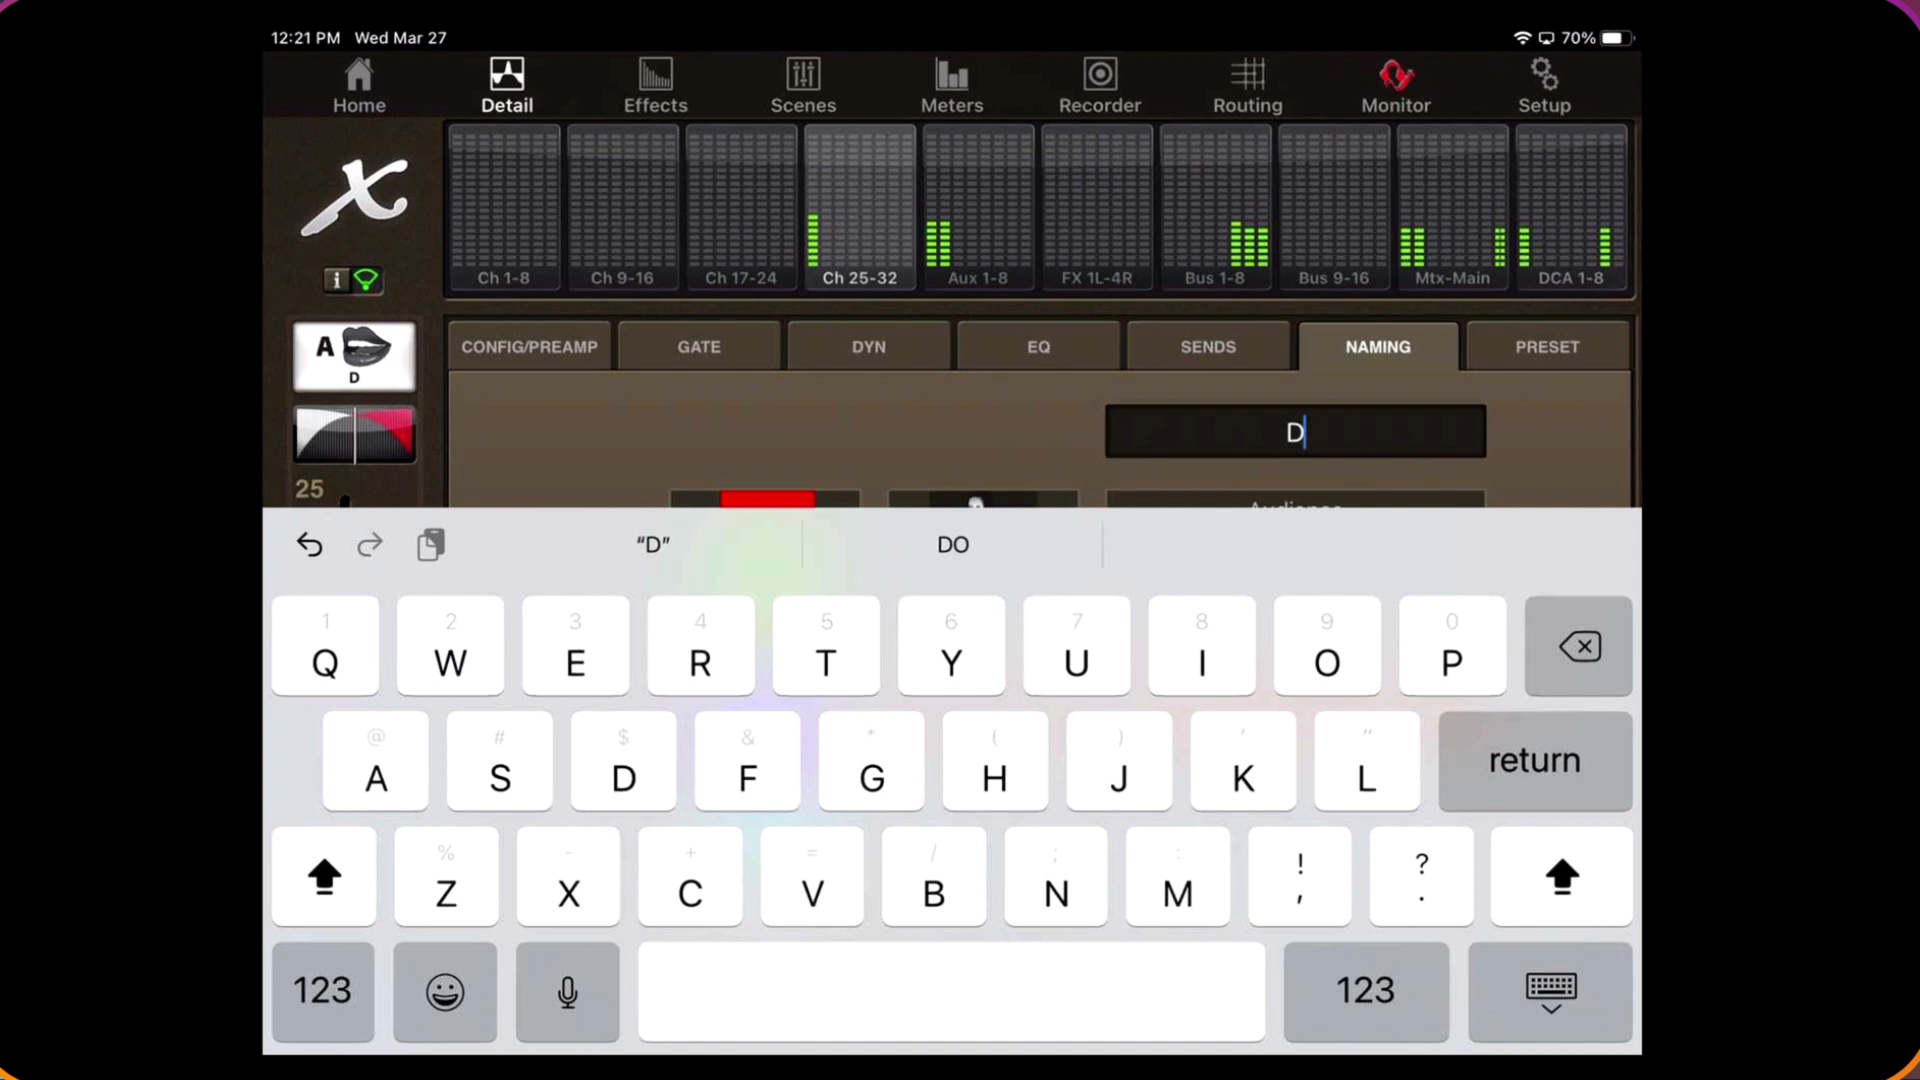 12:21 PM Wed Mar 27
70%
Home Detail Effects Scenes Meters Recorder Routing Monitor Setup
X
Ch 1-8 Ch 9-16 Ch 17-24 Ch 25-32 Aux 1-8 FX 1L-4R Bus 1-8 Bus 9-16 Mtx-Main DCA 1-8
i
A
D
CONFIG/PREAMP GATE DYN EQ SENDS NAMING PRESET
D
25
Audience
“D” DO
1 2 3 4 5 6 7 8 9 0
Q W E R T Y U I O P
@ # $ & * ( ) ' "
A S D F G H J K L return
% - + = / ; : ! ?
Z X C V B N M , .
123 123